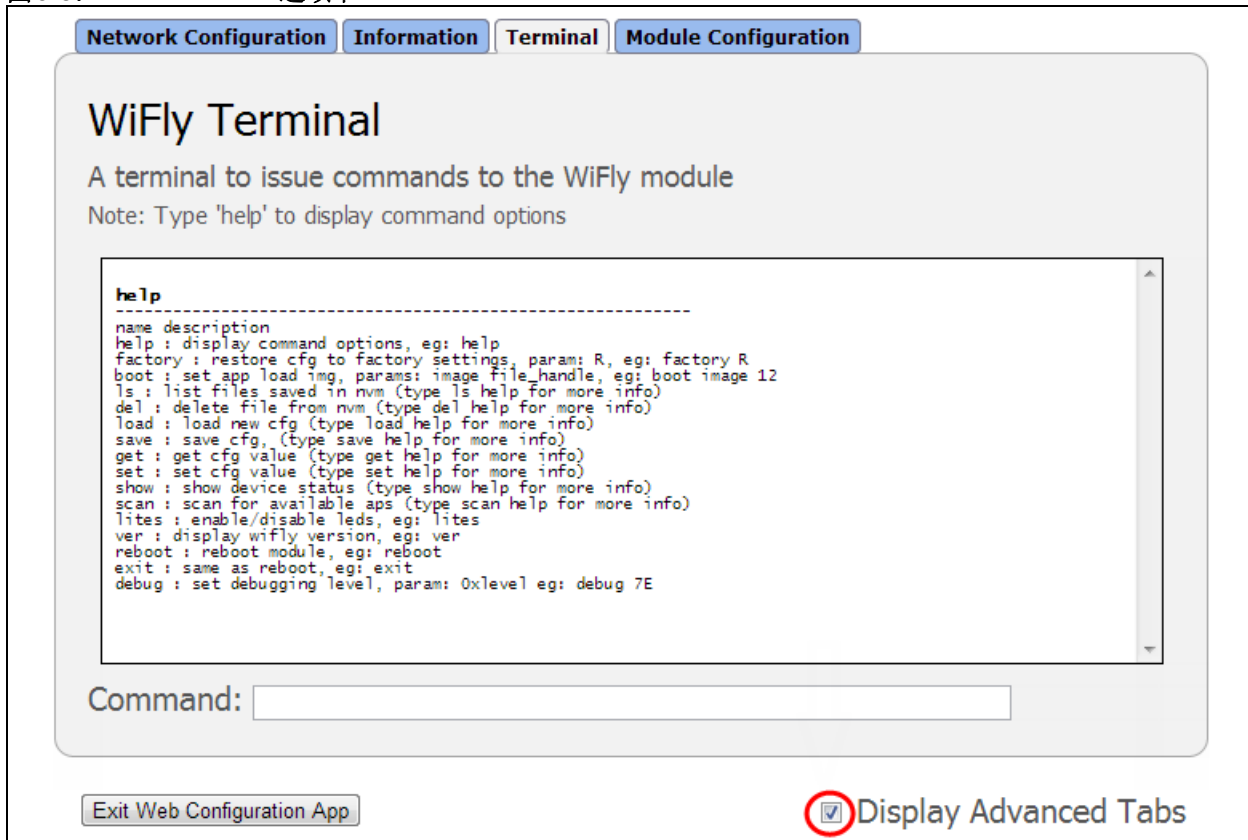 Network Configuration Information Terminal Module Configuration
WiFly Terminal
A terminal to issue commands to the WiFly module
Note: Type 'help' to display command options
help
------------------------------------------------------------
name description
help : display command options, eg: help
factory : restore cfg to factory settings, param: R, eg: factory R
boot : set app load img, params: image file_handle, eg: boot image 12
ls : list files saved in nvm (type ls help for more info)
del : delete file from nvm (type del help for more info)
load : load new cfg (type load help for more info)
save : save cfg, (type save help for more info)
get : get cfg value (type get help for more info)
set : set cfg value (type set help for more info)
show : show device status (type show help for more info)
scan : scan for available aps (type scan help for more info)
lites : enable/disable leds, eg: lites
ver : display wifly version, eg: ver
reboot : reboot module, eg: reboot
exit : same as reboot, eg: exit
debug : set debugging level, param: 0xlevel eg: debug 7E
Command:
Exit Web Configuration App Display Advanced Tabs